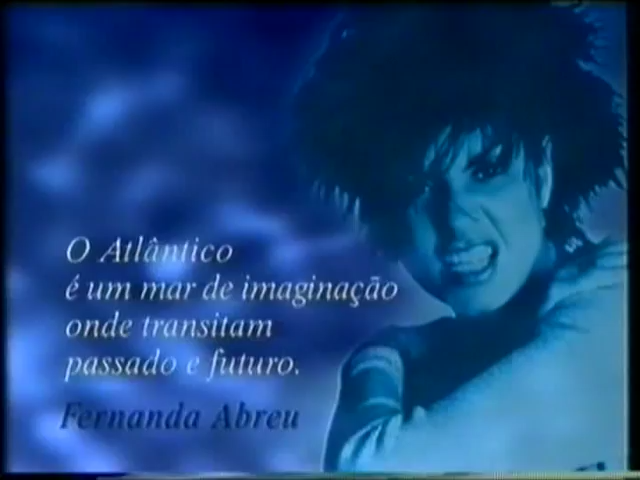 O Atlântico
é um mar de imaginação
onde transitam
passado e futuro.
Fernanda Abreu